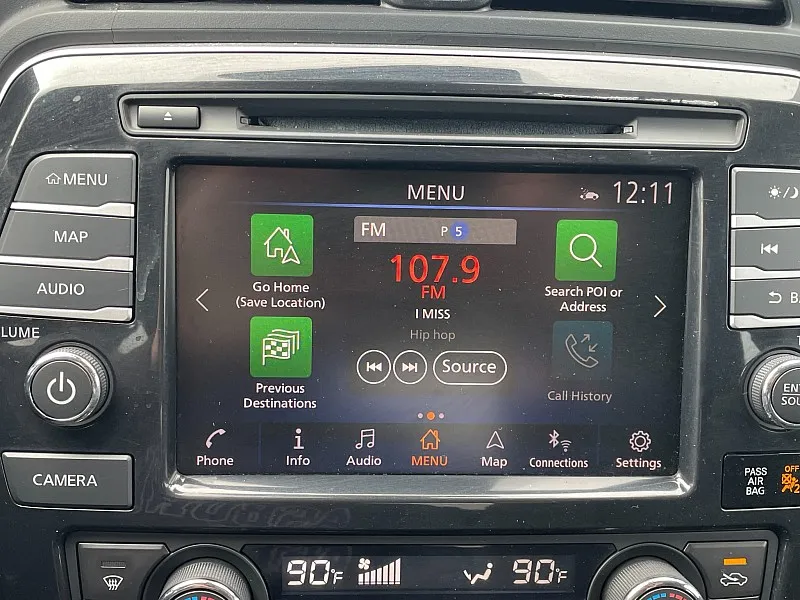 MENU
MAP
AUDIO
VOLUME
CAMERA
MENU
12:11
FM P 5
107.9
FM
I MISS
Hip hop
Source
Go Home
(Save Location)
Previous
Destinations
Search POI or
Address
Call History
Phone
Info
Audio
MENU
Map
Connections
Settings
PASS
AIR
BAG
OFF
90°F
90°F